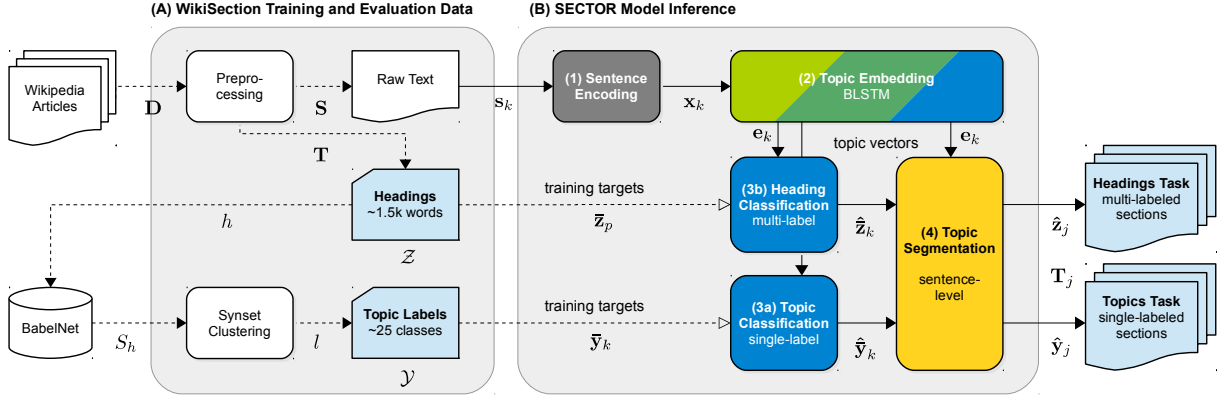 (A) WikiSection Training and Evaluation Data
(B) SECTOR Model Inference
Wikipedia
Articles
D
Prepro-
cessing
S
Raw Text
s_k
(1) Sentence
Encoding
x_k
(2) Topic Embedding
BLSTM
T
e_k
topic vectors
e_k
Headings
~1.5k words
𝒵
h
training targets
z̄_p
(3b) Heading
Classification
multi-label
ẑ̄_k
(4) Topic
Segmentation
sentence-
level
ẑ_j
Headings Task
multi-labeled
sections
T_j
BabelNet
S_h
Synset
Clustering
l
Topic Labels
~25 classes
𝒴
training targets
ȳ_k
(3a) Topic
Classification
single-label
ŷ̄_k
ŷ_j
Topics Task
single-labeled
sections